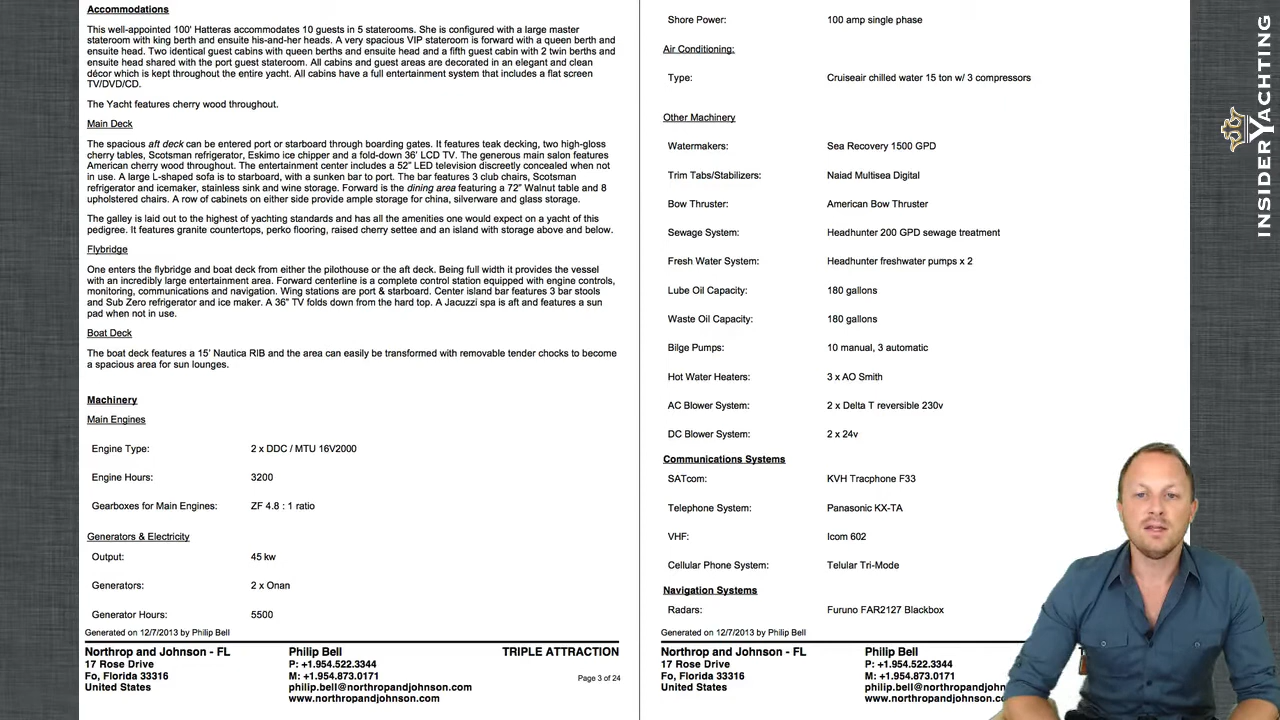 Accommodations
This well-appointed 100' Hatteras accommodates 10 guests in 5 staterooms. She is configured with a large master
stateroom with king berth and ensuite his-and-her heads. A very spacious VIP stateroom is forward with a queen berth and
ensuite head. Two identical guest cabins with queen berths and ensuite head and a fifth guest cabin with 2 twin berths and
ensuite head shared with the port guest stateroom. All cabins and guest areas are decorated in an elegant and clean
décor which is kept throughout the entire yacht. All cabins have a full entertainment system that includes a flat screen
TV/DVD/CD.
The Yacht features cherry wood throughout.
Main Deck
The spacious aft deck can be entered port or starboard through boarding gates. It features teak decking, two high-gloss
cherry tables, Scotsman refrigerator, Eskimo ice chipper and a fold-down 36' LCD TV. The generous main salon features
American cherry wood throughout. The entertainment center includes a 52" LED television discreetly concealed when not
in use. A large L-shaped sofa is to starboard, with a sunken bar to port. The bar features 3 club chairs, Scotsman
refrigerator and icemaker, stainless sink and wine storage. Forward is the dining area featuring a 72" Walnut table and 8
upholstered chairs. A row of cabinets on either side provide ample storage for china, silverware and glass storage.
The galley is laid out to the highest of yachting standards and has all the amenities one would expect on a yacht of this
pedigree. It features granite countertops, perko flooring, raised cherry settee and an island with storage above and below.
Flybridge
One enters the flybridge and boat deck from either the pilothouse or the aft deck. Being full width it provides the vessel
with an incredibly large entertainment area. Forward centerline is a complete control station equipped with engine controls,
monitoring, communications and navigation. Wing stations are port & starboard. Center island bar features 3 bar stools
and Sub Zero refrigerator and ice maker. A 36" TV folds down from the hard top. A Jacuzzi spa is aft and features a sun
pad when not in use.
Boat Deck
The boat deck features a 15' Nautica RIB and the area can easily be transformed with removable tender chocks to become
a spacious area for sun lounges.
Machinery
Main Engines
Engine Type: 2 x DDC / MTU 16V2000
Engine Hours: 3200
Gearboxes for Main Engines: ZF 4.8 : 1 ratio
Generators & Electricity
Output: 45 kw
Generators: 2 x Onan
Generator Hours: 5500
Generated on 12/7/2013 by Philip Bell
Northrop and Johnson - FL Philip Bell TRIPLE ATTRACTION
17 Rose Drive P: +1.954.522.3344
Fo, Florida 33316 M: +1.954.873.0171
United States philip.bell@northropandjohnson.com
www.northropandjohnson.com
Page 3 of 24
Shore Power: 100 amp single phase
Air Conditioning:
Type: Cruiseair chilled water 15 ton w/ 3 compressors
Other Machinery
Watermakers: Sea Recovery 1500 GPD
Trim Tabs/Stabilizers: Naiad Multisea Digital
Bow Thruster: American Bow Thruster
Sewage System: Headhunter 200 GPD sewage treatment
Fresh Water System: Headhunter freshwater pumps x 2
Lube Oil Capacity: 180 gallons
Waste Oil Capacity: 180 gallons
Bilge Pumps: 10 manual, 3 automatic
Hot Water Heaters: 3 x AO Smith
AC Blower System: 2 x Delta T reversible 230v
DC Blower System: 2 x 24v
Communications Systems
SATcom: KVH Tracphone F33
Telephone System: Panasonic KX-TA
VHF: Icom 602
Cellular Phone System: Telular Tri-Mode
Navigation Systems
Radars: Furuno FAR2127 Blackbox
Generated on 12/7/2013 by Philip Bell
Northrop and Johnson - FL Philip Bell
17 Rose Drive P: +1.954.522.3344
Fo, Florida 33316 M: +1.954.873.0171
United States philip.bell@northropandjohn
www.northropandjohnson.com
INSIDER YACHTING